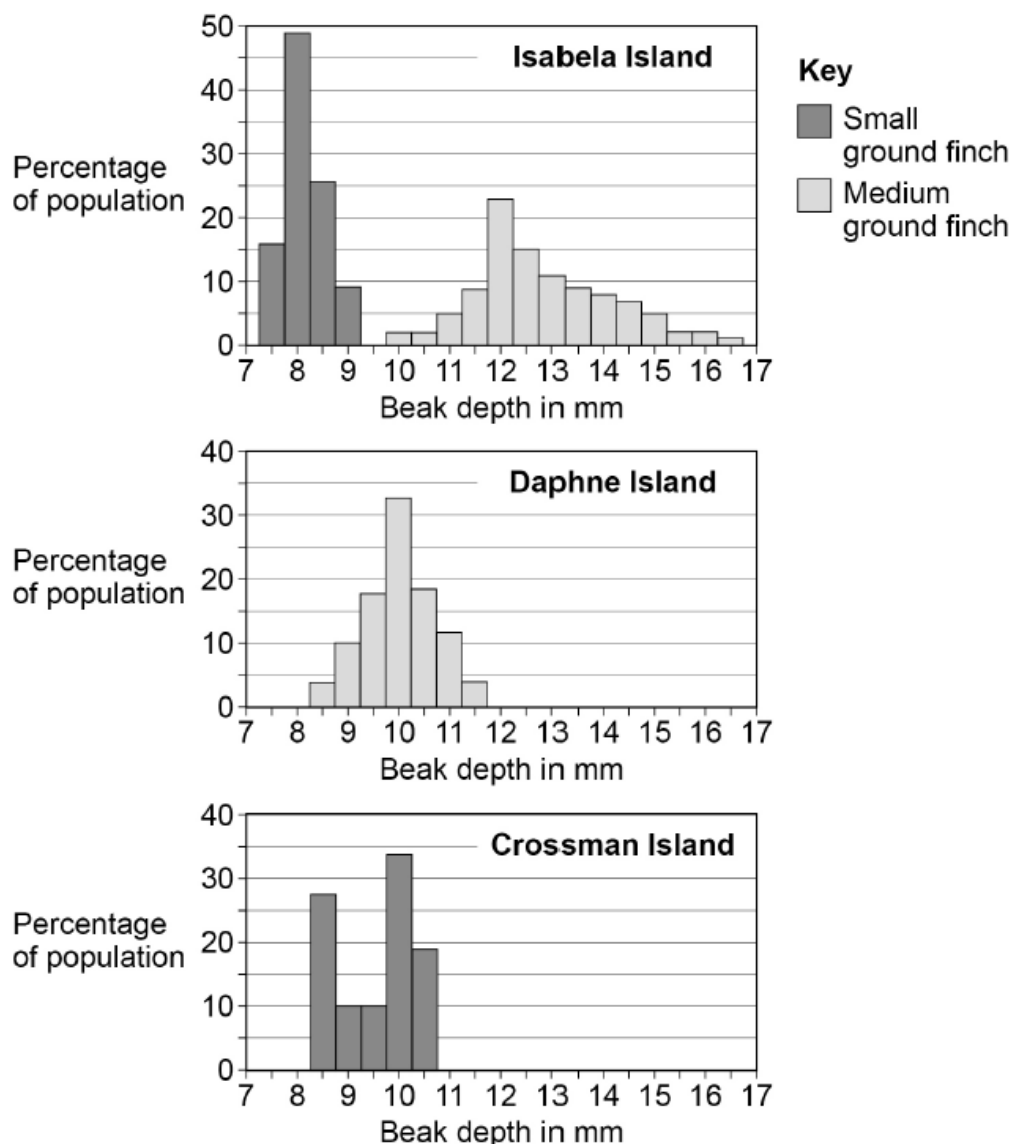 Isabela Island
Key
Small
ground finch
Medium
ground finch
Percentage
of population
50
40
30
20
10
0
7 8 9 10 11 12 13 14 15 16 17
Beak depth in mm
Daphne Island
Percentage
of population
40
30
20
10
0
7 8 9 10 11 12 13 14 15 16 17
Beak depth in mm
Crossman Island
Percentage
of population
40
30
20
10
0
7 8 9 10 11 12 13 14 15 16 17
Beak depth in mm